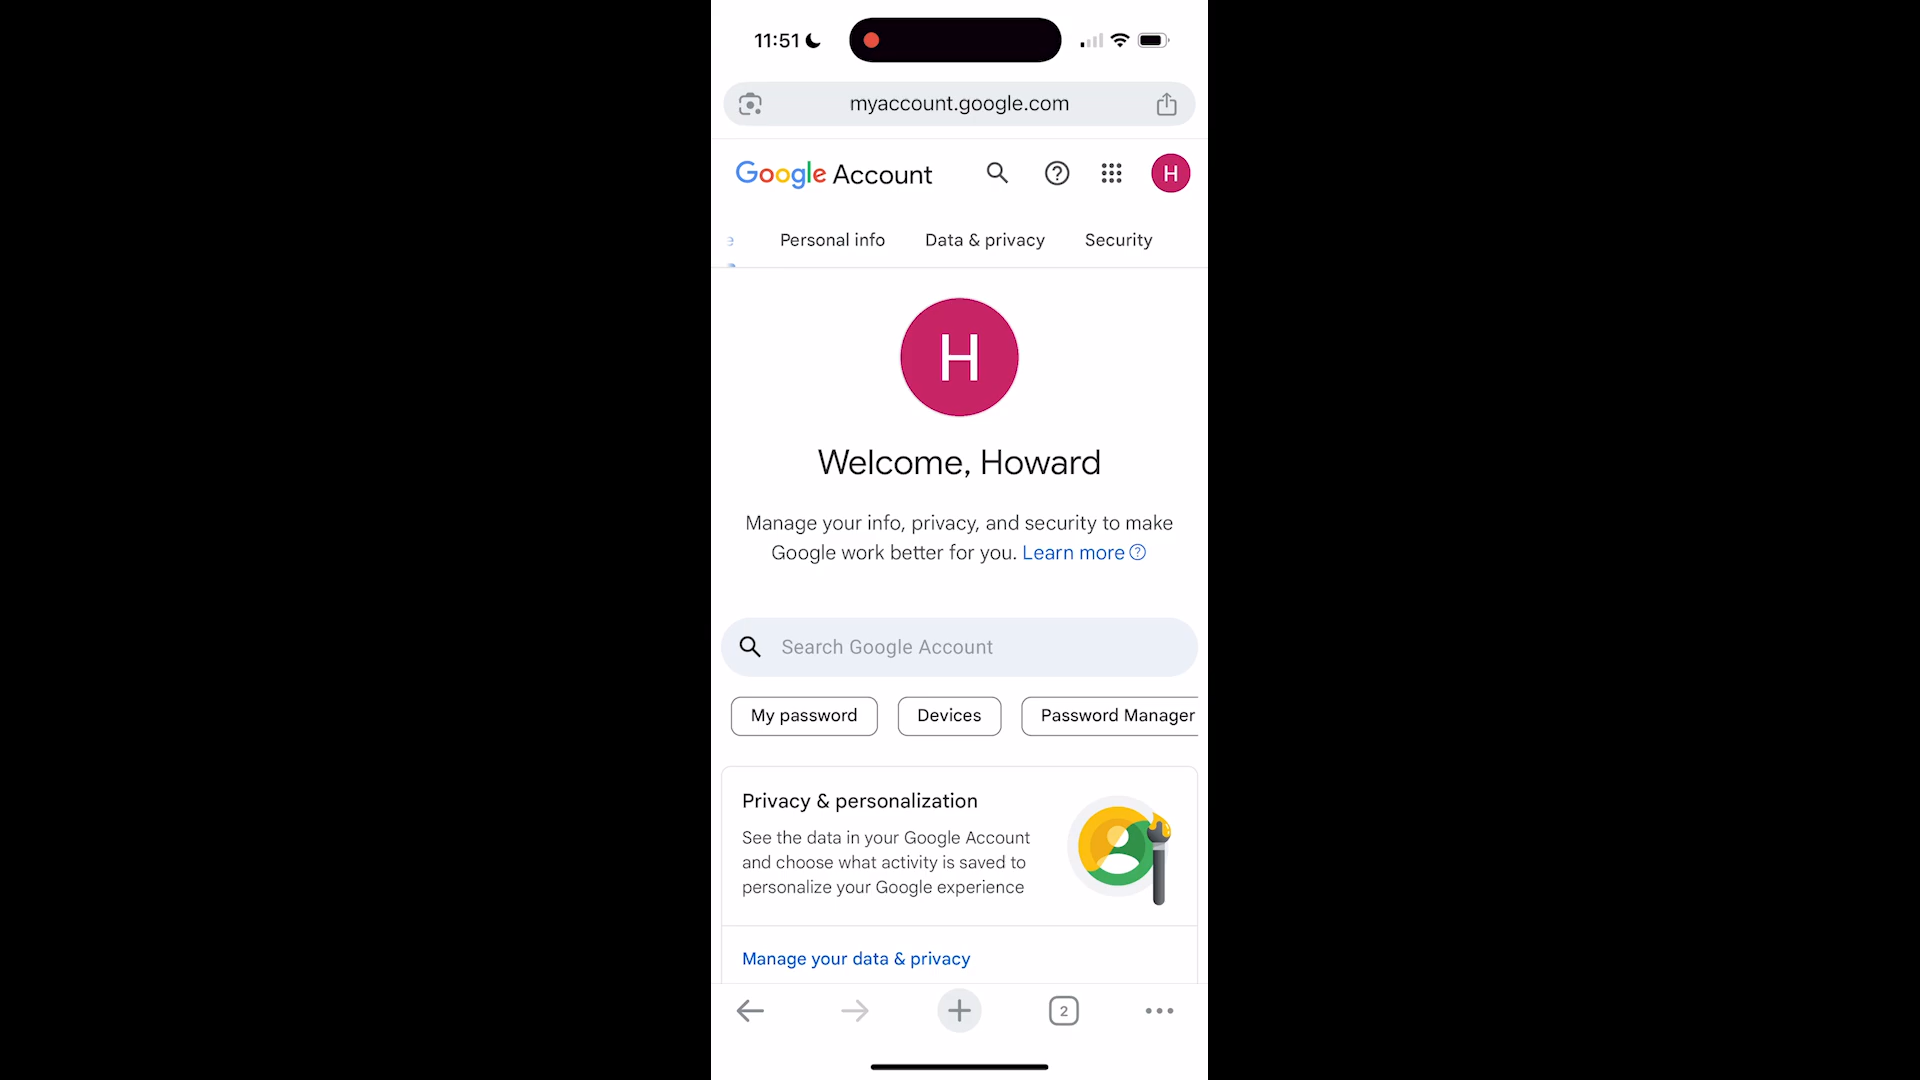 11:51
myaccount.google.com
Google Account
H
e
Personal info
Data & privacy
Security
H
Welcome, Howard
Manage your info, privacy, and security to make
Google work better for you. Learn more
Search Google Account
My password
Devices
Password Manager
Privacy & personalization
See the data in your Google Account
and choose what activity is saved to
personalize your Google experience
Manage your data & privacy
2